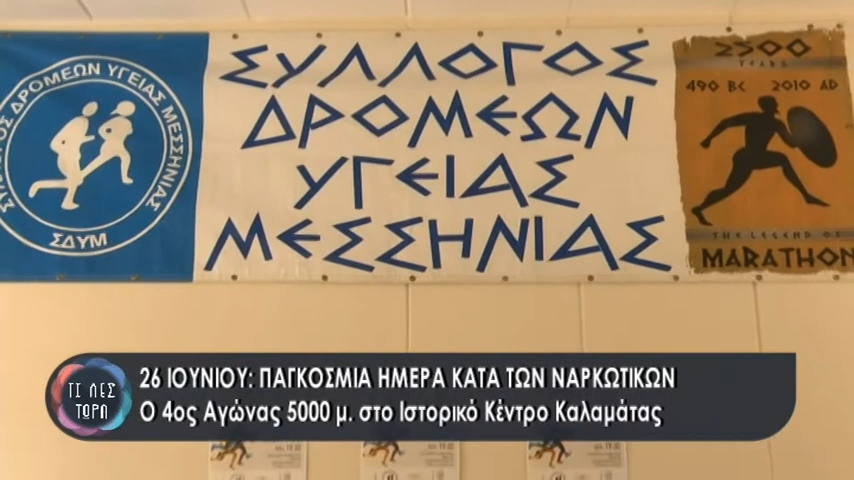 ΣΥΛΛΟΓΟΣ
ΔΡΟΜΕΩΝ
ΥΓΕΙΑΣ
ΜΕΣΣΗΝΙΑΣ
ΣΥΛΛΟΓΟΣ ΔΡΟΜΕΩΝ ΥΓΕΙΑΣ ΜΕΣΣΗΝΙΑΣ
ΣΔΥΜ
2500
YEARS
490 BC 2010 AD
THE LEGEND OF
MARATHON
ΤΙ ΛΕΣ
ΤΩΡΑ
26 ΙΟΥΝΙΟΥ: ΠΑΓΚΟΣΜΙΑ ΗΜΕΡΑ ΚΑΤΑ ΤΩΝ ΝΑΡΚΩΤΙΚΩΝ
Ο 4ος Αγώνας 5000 μ. στο Ιστορικό Κέντρο Καλαμάτας